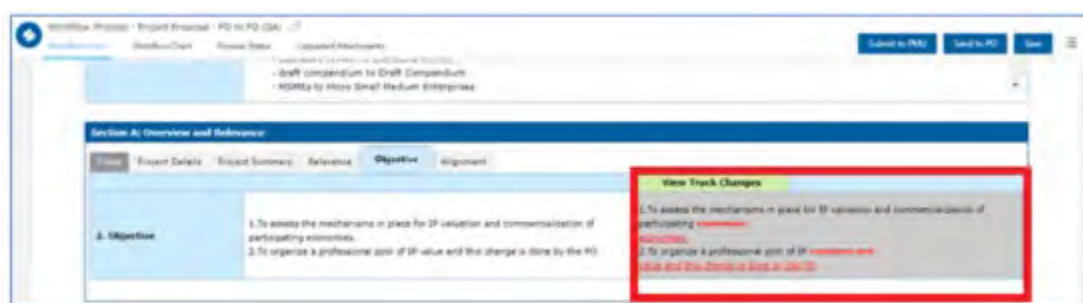 Workflow Process - Project Proposal - PO to PD (QA)
Workflow Chart Process Status Uploaded Attachments
Submit to PMU Send to PO Save
- draft compendium to Draft Compendium
- MSMEs to Micro Small Medium Enterprises
Section A: Overview and Relevance
Project Details Project Summary Relevance Objective Alignment
View Track Changes
2. Objective
1.To assess the mechanisms in place for IP valuation and commercialization of
participating economies.
2.To organize a professional pool of IP value and this change is done by the PO
1.To assess the mechanisms in place for IP valuation and commercialization of
participating economies.
economies.
2.To organize a professional pool of IP
value and this change is done by the PO